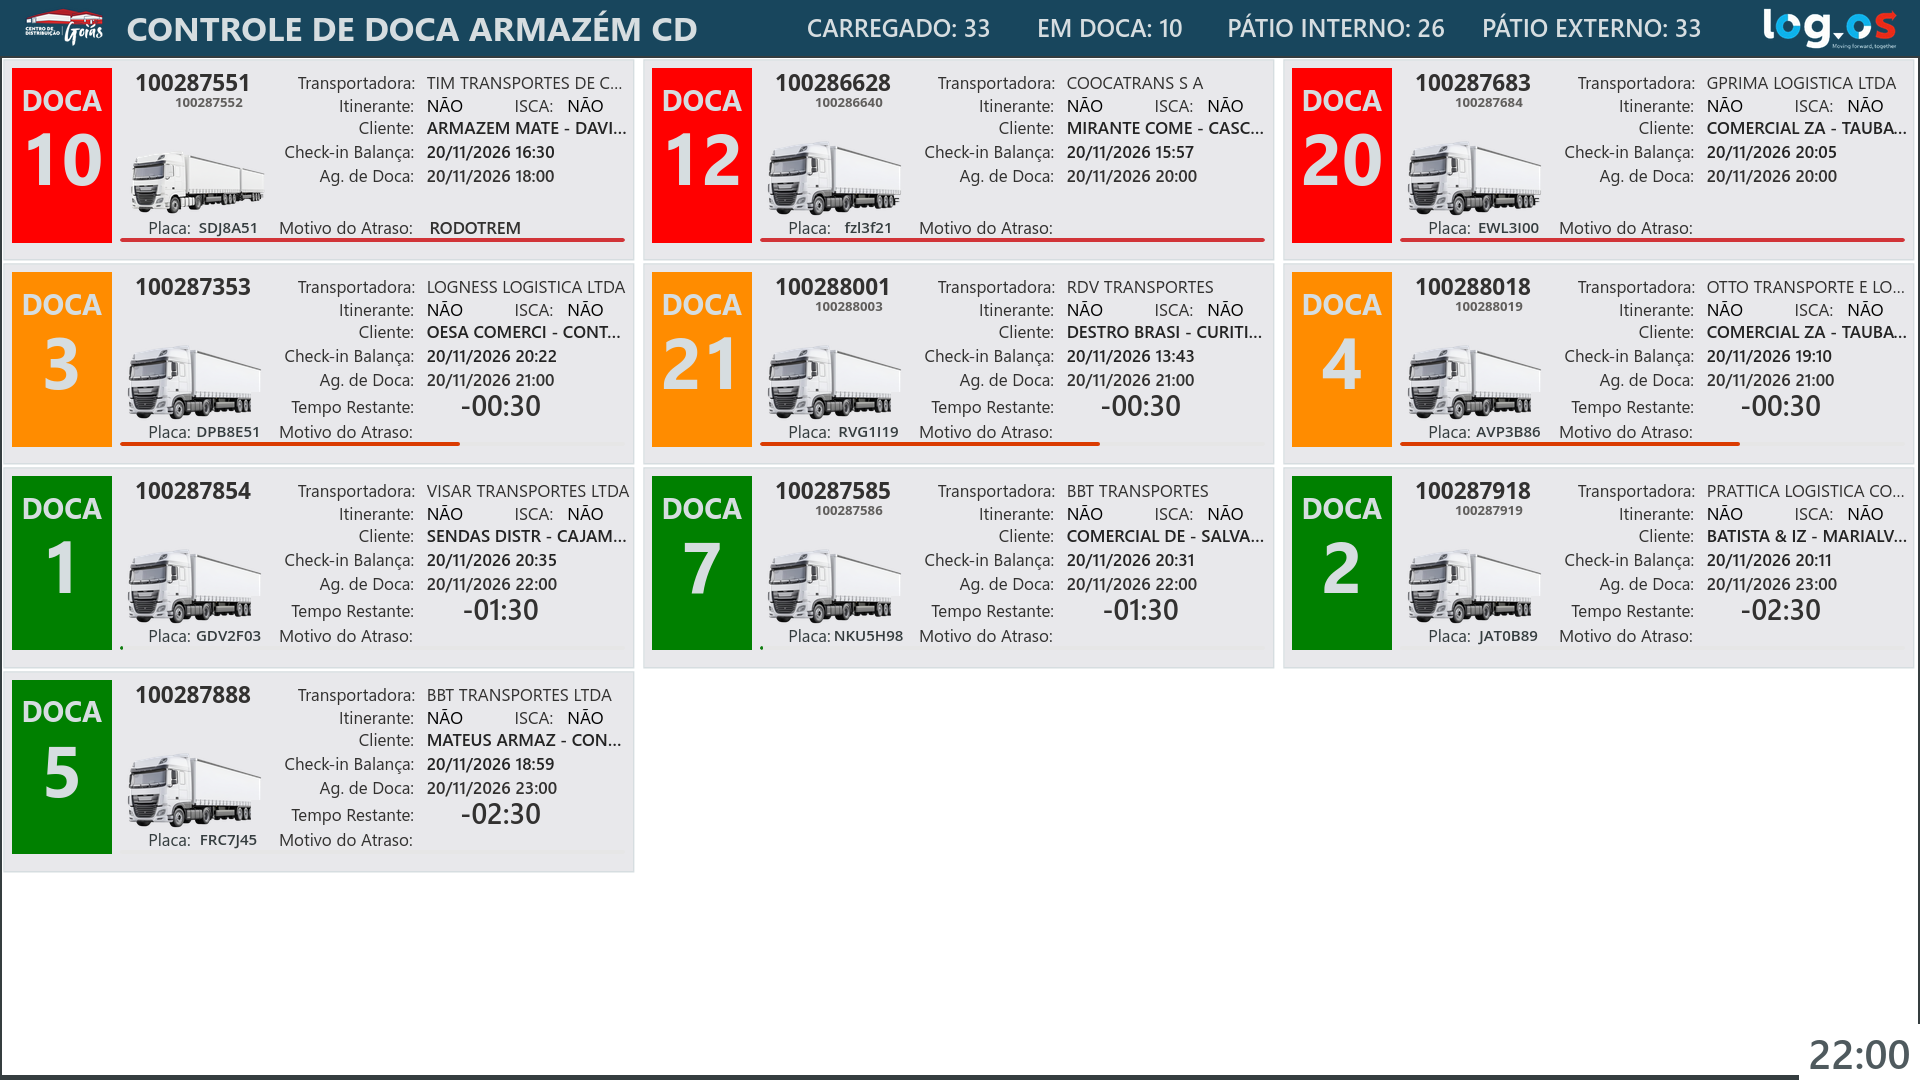 CENTRO DE DISTRIBUIÇÃO Goiás
CONTROLE DE DOCA ARMAZÉM CD
CARREGADO: 33
EM DOCA: 10
PÁTIO INTERNO: 26
PÁTIO EXTERNO: 33
log.os
Moving forward, together
DOCA
10
100287551
100287552
Transportadora: TIM TRANSPORTES DE C...
Itinerante: NÃO ISCA: NÃO
Cliente: ARMAZEM MATE - DAVI...
Check-in Balança: 20/11/2026 16:30
Ag. de Doca: 20/11/2026 18:00
Placa: SDJ8A51 Motivo do Atraso: RODOTREM
DOCA
12
100286628
100286640
Transportadora: COOCATRANS S A
Itinerante: NÃO ISCA: NÃO
Cliente: MIRANTE COME - CASC...
Check-in Balança: 20/11/2026 15:57
Ag. de Doca: 20/11/2026 20:00
Placa: fzl3f21 Motivo do Atraso:
DOCA
20
100287683
100287684
Transportadora: GPRIMA LOGISTICA LTDA
Itinerante: NÃO ISCA: NÃO
Cliente: COMERCIAL ZA - TAUBA...
Check-in Balança: 20/11/2026 20:05
Ag. de Doca: 20/11/2026 20:00
Placa: EWL3I00 Motivo do Atraso:
DOCA
3
100287353
Transportadora: LOGNESS LOGISTICA LTDA
Itinerante: NÃO ISCA: NÃO
Cliente: OESA COMERCI - CONT...
Check-in Balança: 20/11/2026 20:22
Ag. de Doca: 20/11/2026 21:00
Tempo Restante: -00:30
Placa: DPB8E51 Motivo do Atraso:
DOCA
21
100288001
100288003
Transportadora: RDV TRANSPORTES
Itinerante: NÃO ISCA: NÃO
Cliente: DESTRO BRASI - CURITI...
Check-in Balança: 20/11/2026 13:43
Ag. de Doca: 20/11/2026 21:00
Tempo Restante: -00:30
Placa: RVG1I19 Motivo do Atraso:
DOCA
4
100288018
100288019
Transportadora: OTTO TRANSPORTE E LO...
Itinerante: NÃO ISCA: NÃO
Cliente: COMERCIAL ZA - TAUBA...
Check-in Balança: 20/11/2026 19:10
Ag. de Doca: 20/11/2026 21:00
Tempo Restante: -00:30
Placa: AVP3B86 Motivo do Atraso:
DOCA
1
100287854
Transportadora: VISAR TRANSPORTES LTDA
Itinerante: NÃO ISCA: NÃO
Cliente: SENDAS DISTR - CAJAM...
Check-in Balança: 20/11/2026 20:35
Ag. de Doca: 20/11/2026 22:00
Tempo Restante: -01:30
Placa: GDV2F03 Motivo do Atraso:
DOCA
7
100287585
100287586
Transportadora: BBT TRANSPORTES
Itinerante: NÃO ISCA: NÃO
Cliente: COMERCIAL DE - SALVA...
Check-in Balança: 20/11/2026 20:31
Ag. de Doca: 20/11/2026 22:00
Tempo Restante: -01:30
Placa: NKU5H98 Motivo do Atraso:
DOCA
2
100287918
100287919
Transportadora: PRATTICA LOGISTICA CO...
Itinerante: NÃO ISCA: NÃO
Cliente: BATISTA & IZ - MARIALV...
Check-in Balança: 20/11/2026 20:11
Ag. de Doca: 20/11/2026 23:00
Tempo Restante: -02:30
Placa: JAT0B89 Motivo do Atraso:
DOCA
5
100287888
Transportadora: BBT TRANSPORTES LTDA
Itinerante: NÃO ISCA: NÃO
Cliente: MATEUS ARMAZ - CON...
Check-in Balança: 20/11/2026 18:59
Ag. de Doca: 20/11/2026 23:00
Tempo Restante: -02:30
Placa: FRC7J45 Motivo do Atraso:
22:00